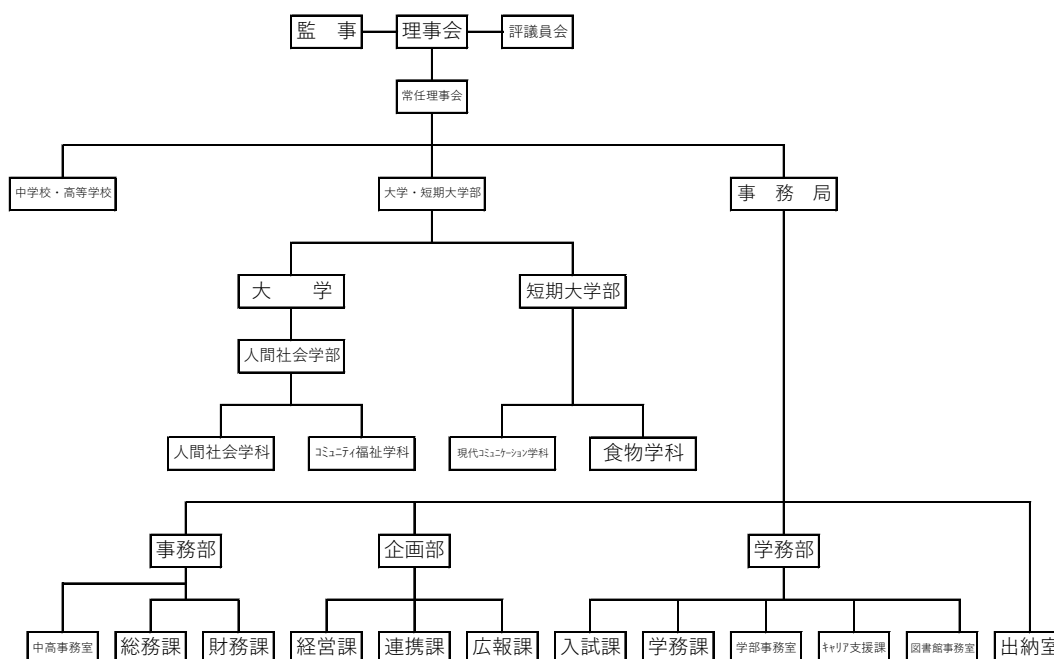 監　事
理事会
評議員会
常任理事会
中学校・高等学校
大学・短期大学部
事　務　局
大　　学
短期大学部
人間社会学部
人間社会学科
ｺﾐｭﾆﾃｨ福祉学科
現代ｺﾐｭﾆｹｰｼｮﾝ学科
食物学科
事務部
企画部
学務部
中高事務室
総務課
財務課
経営課
連携課
広報課
入試課
学務課
学部事務室
ｷｬﾘｱ支援課
図書館事務室
出納室